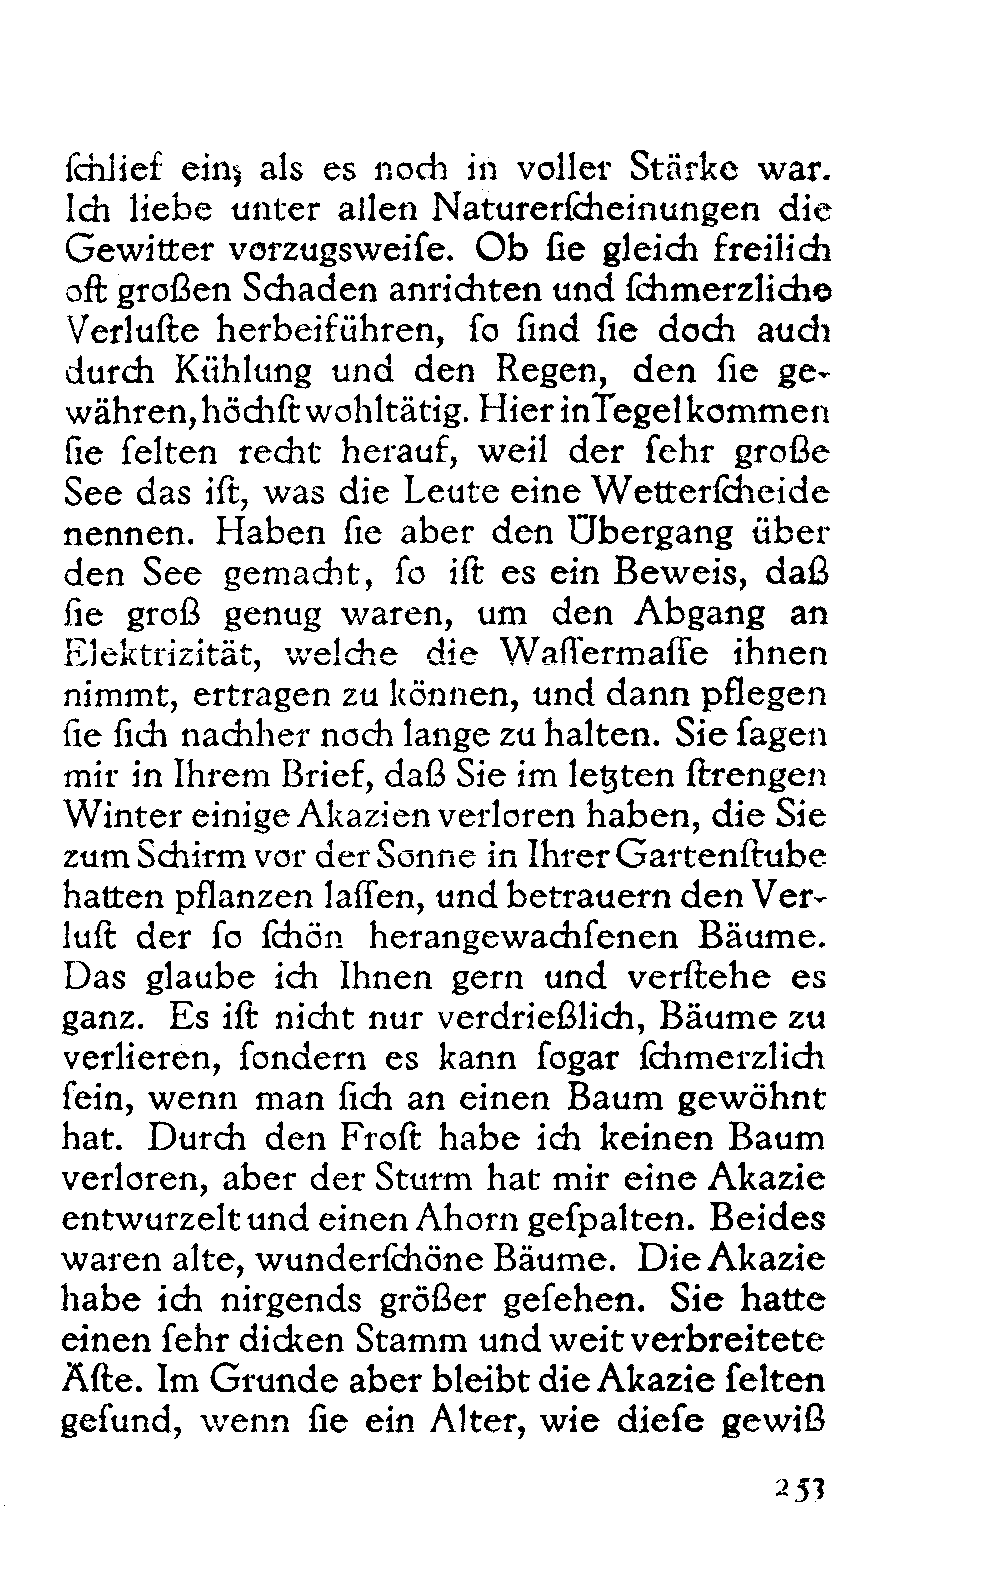 ſchlief ein, als es noch in voller Stärke war.
Ich liebe unter allen Naturerſcheinungen die
Gewitter vorzugsweiſe. Ob ſie gleich freilich
oft großen Schaden anrichten und ſchmerzliche
Verluſte herbeiführen, ſo ſind ſie doch auch
durch Kühlung und den Regen, den ſie ge-
währen, höchſt wohltätig. Hier in Tegel kommen
ſie ſelten recht herauf, weil der ſehr große
See das iſt, was die Leute eine Wetterſcheide
nennen. Haben ſie aber den Übergang über
den See gemacht, ſo iſt es ein Beweis, daß
ſie groß genug waren, um den Abgang an
Elektrizität, welche die Waſſermaſſe ihnen
nimmt, ertragen zu können, und dann pflegen
ſie ſich nachher noch lange zu halten. Sie ſagen
mir in Ihrem Brief, daß Sie im letzten ſtrengen
Winter einige Akazien verloren haben, die Sie
zum Schirm vor der Sonne in Ihrer Gartenſtube
hatten pflanzen laſſen, und betrauern den Ver-
luſt der ſo ſchön herangewachſenen Bäume.
Das glaube ich Ihnen gern und verſtehe es
ganz. Es iſt nicht nur verdrießlich, Bäume zu
verlieren, ſondern es kann ſogar ſchmerzlich
ſein, wenn man ſich an einen Baum gewöhnt
hat. Durch den Froſt habe ich keinen Baum
verloren, aber der Sturm hat mir eine Akazie
entwurzelt und einen Ahorn geſpalten. Beides
waren alte, wunderſchöne Bäume. Die Akazie
habe ich nirgends größer geſehen. Sie hatte
einen ſehr dicken Stamm und weit verbreitete
Äſte. Im Grunde aber bleibt die Akazie ſelten
geſund, wenn ſie ein Alter, wie dieſe gewiß
253